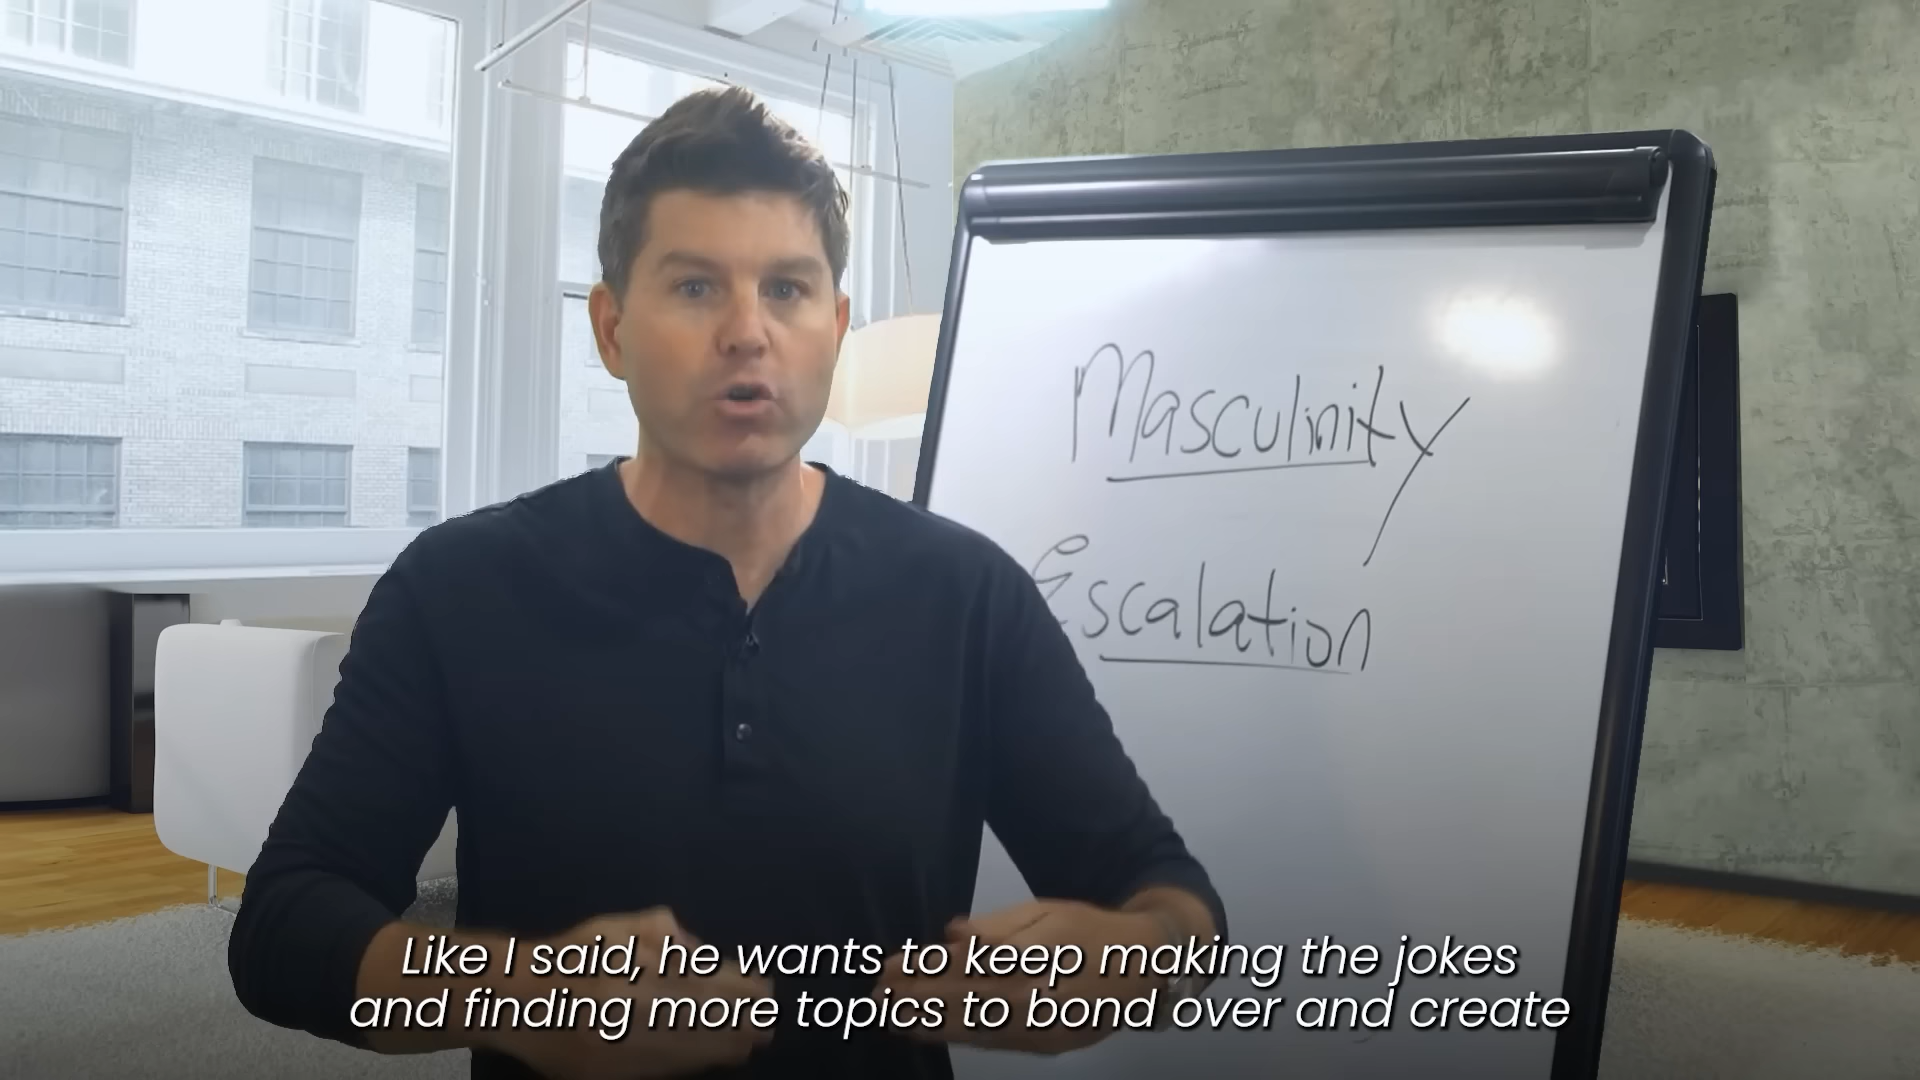 Masculinity
Escalation
Like I said, he wants to keep making the jokes
and finding more topics to bond over and create